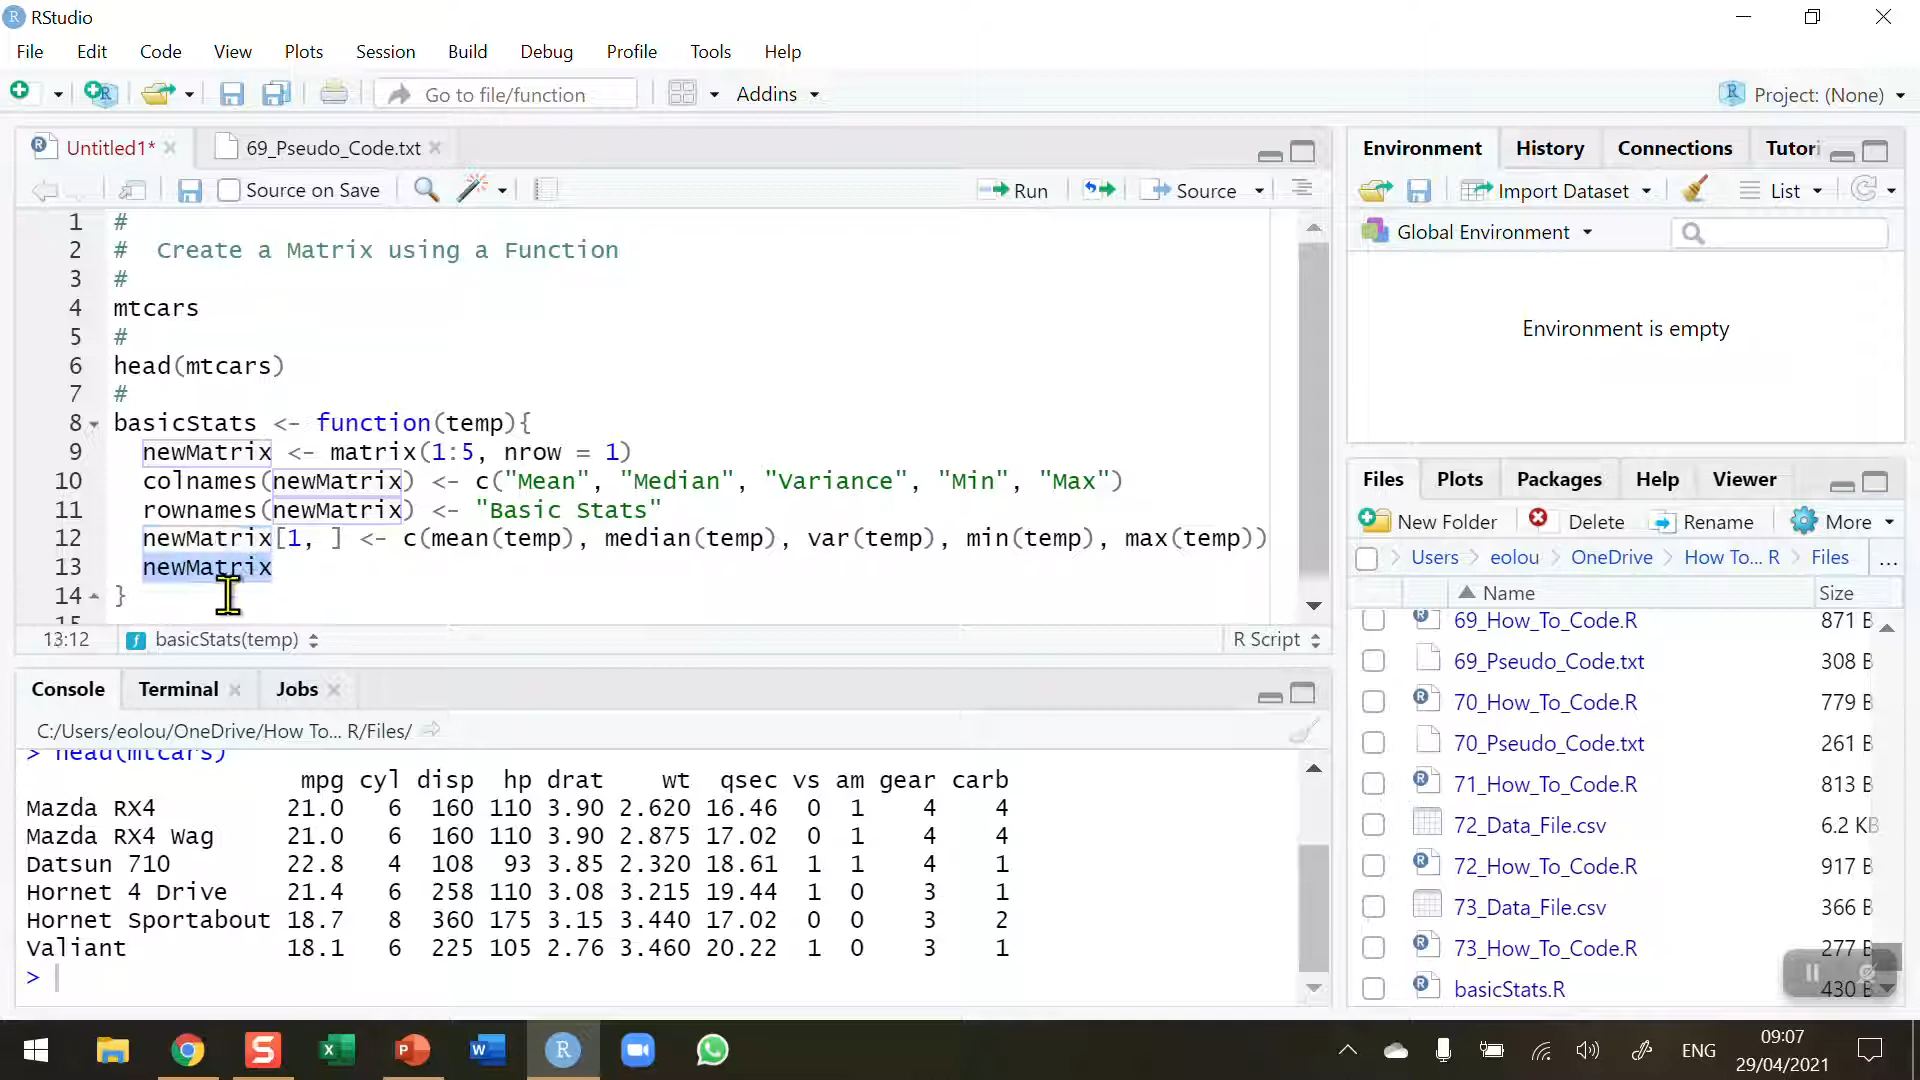 RStudio
File Edit Code View Plots Session Build Debug Profile Tools Help
Go to file/function Addins Project: (None)
Untitled1* 69_Pseudo_Code.txt
Source on Save Run Source
1 #
2 # Create a Matrix using a Function
3 #
4 mtcars
5 #
6 head(mtcars)
7 #
8 basicStats <- function(temp){
9 newMatrix <- matrix(1:5, nrow = 1)
10 colnames(newMatrix) <- c("Mean", "Median", "Variance", "Min", "Max")
11 rownames(newMatrix) <- "Basic Stats"
12 newMatrix[1, ] <- c(mean(temp), median(temp), var(temp), min(temp), max(temp))
13 newMatrix
14 }
15
13:12 basicStats(temp) R Script
Console Terminal Jobs
C:/Users/eolou/OneDrive/How To... R/Files/
> head(mtcars)
mpg cyl disp hp drat wt qsec vs am gear carb
Mazda RX4 21.0 6 160 110 3.90 2.620 16.46 0 1 4 4
Mazda RX4 Wag 21.0 6 160 110 3.90 2.875 17.02 0 1 4 4
Datsun 710 22.8 4 108 93 3.85 2.320 18.61 1 1 4 1
Hornet 4 Drive 21.4 6 258 110 3.08 3.215 19.44 1 0 3 1
Hornet Sportabout 18.7 8 360 175 3.15 3.440 17.02 0 0 3 2
Valiant 18.1 6 225 105 2.76 3.460 20.22 1 0 3 1
>
Environment History Connections Tutori
Import Dataset List
Global Environment
Environment is empty
Files Plots Packages Help Viewer
New Folder Delete Rename More
Users eolou OneDrive How To... R Files ...
Name Size
69_How_To_Code.R 871 B
69_Pseudo_Code.txt 308 B
70_How_To_Code.R 779 B
70_Pseudo_Code.txt 261 B
71_How_To_Code.R 813 B
72_Data_File.csv 6.2 KB
72_How_To_Code.R 917 B
73_Data_File.csv 366 B
73_How_To_Code.R 277 B
basicStats.R 430 B
ENG
09:07
29/04/2021